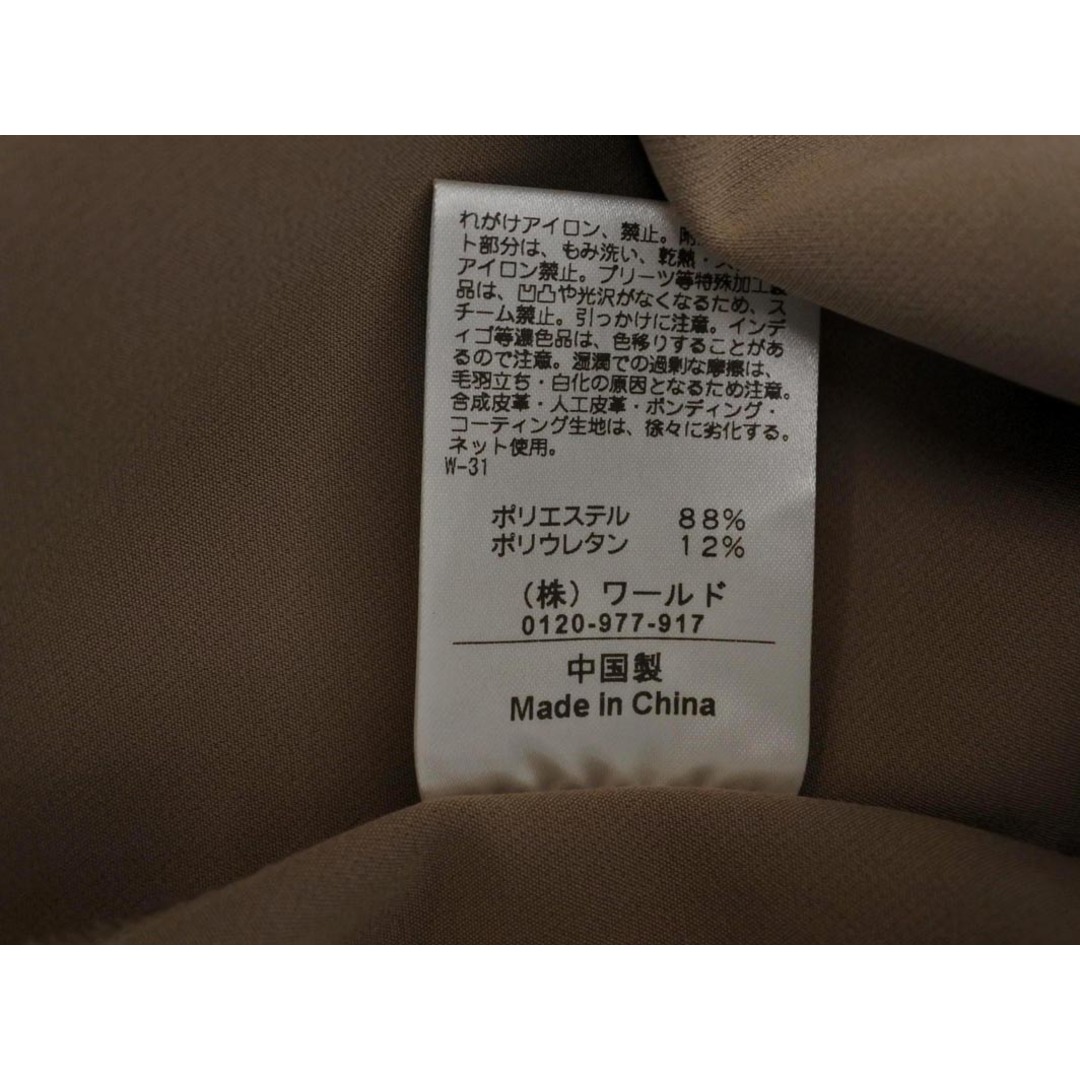 れがけアイロン、禁止。
ト部分は、もみ洗い、乾熱・
アイロン禁止。プリーツ等特殊加工製
品は、凹凸や光沢がなくなるため、ス
チーム禁止。引っかけに注意。インデ
ィゴ等濃色品は、色移りすることがあ
るので注意。湿潤での過剰な摩擦は、
毛羽立ち・白化の原因となるため注意。
合成皮革・人工皮革・ボンディング・
コーティング生地は、徐々に劣化する。
ネット使用。
W-31
ポリエステル 88%
ポリウレタン 12%
(株)ワールド
0120-977-917
中国製
Made in China